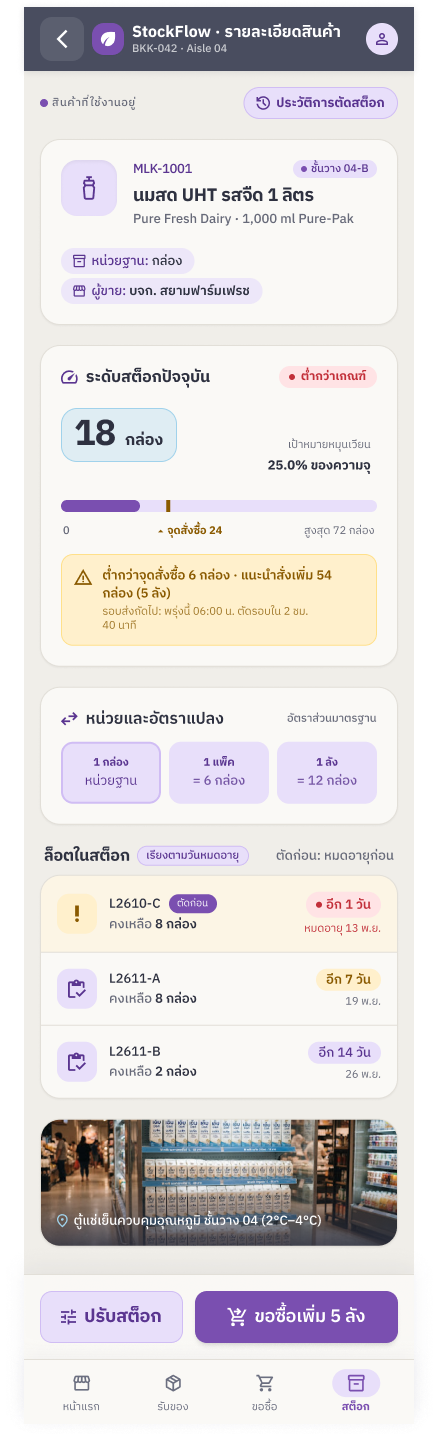 StockFlow · รายละเอียดสินค้า
BKK-042 · Aisle 04
สินค้าที่ใช้งานอยู่
ประวัติการตัดสต็อก
MLK-1001
ชั้นวาง 04-B
นมสด UHT รสจืด 1 ลิตร
Pure Fresh Dairy · 1,000 ml Pure-Pak
หน่วยฐาน: กล่อง
ผู้ขาย: บจก. สยามฟาร์มเฟรช
ระดับสต็อกปัจจุบัน
ต่ำกว่าเกณฑ์
18 กล่อง
เป้าหมายหมุนเวียน
25.0% ของความจุ
0
จุดสั่งซื้อ 24
สูงสุด 72 กล่อง
ต่ำกว่าจุดสั่งซื้อ 6 กล่อง · แนะนำสั่งเพิ่ม 54
กล่อง (5 ลัง)
รอบส่งถัดไป: พรุ่งนี้ 06:00 น. ตัดรอบใน 2 ชม.
40 นาที
หน่วยและอัตราแปลง
อัตราส่วนมาตรฐาน
1 กล่อง
หน่วยฐาน
1 แพ็ค
= 6 กล่อง
1 ลัง
= 12 กล่อง
ล็อตในสต็อก
เรียงตามวันหมดอายุ
ตัดก่อน: หมดอายุก่อน
L2610-C
ตัดก่อน
คงเหลือ 8 กล่อง
อีก 1 วัน
หมดอายุ 13 พ.ย.
L2611-A
คงเหลือ 8 กล่อง
อีก 7 วัน
19 พ.ย.
L2611-B
คงเหลือ 2 กล่อง
อีก 14 วัน
26 พ.ย.
ตู้แช่เย็นควบคุมอุณหภูมิ ชั้นวาง 04 (2°C–4°C)
ปรับสต็อก
ขอซื้อเพิ่ม 5 ลัง
หน้าแรก
รับของ
ขอซื้อ
สต็อก